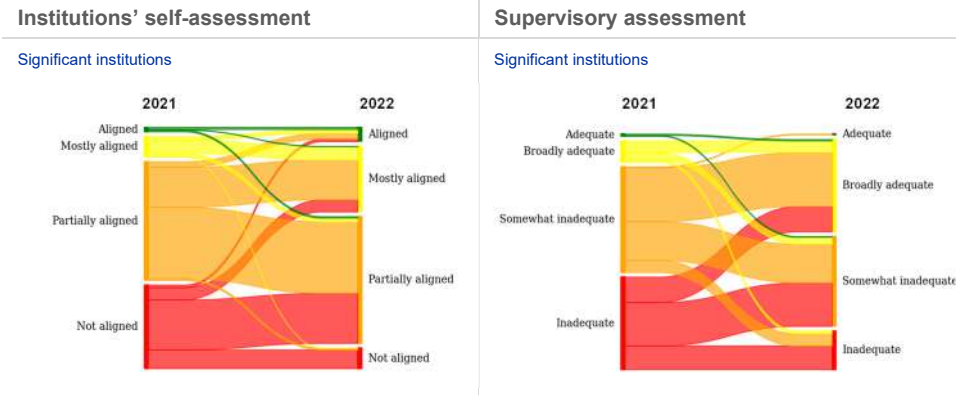 Institutions’ self-assessment
Significant institutions
2021 2022
Aligned
Mostly aligned
Partially aligned
Not aligned
Aligned
Mostly aligned
Partially aligned
Not aligned
Supervisory assessment
Significant institutions
2021 2022
Adequate
Broadly adequate
Somewhat inadequate
Inadequate
Adequate
Broadly adequate
Somewhat inadequate
Inadequate